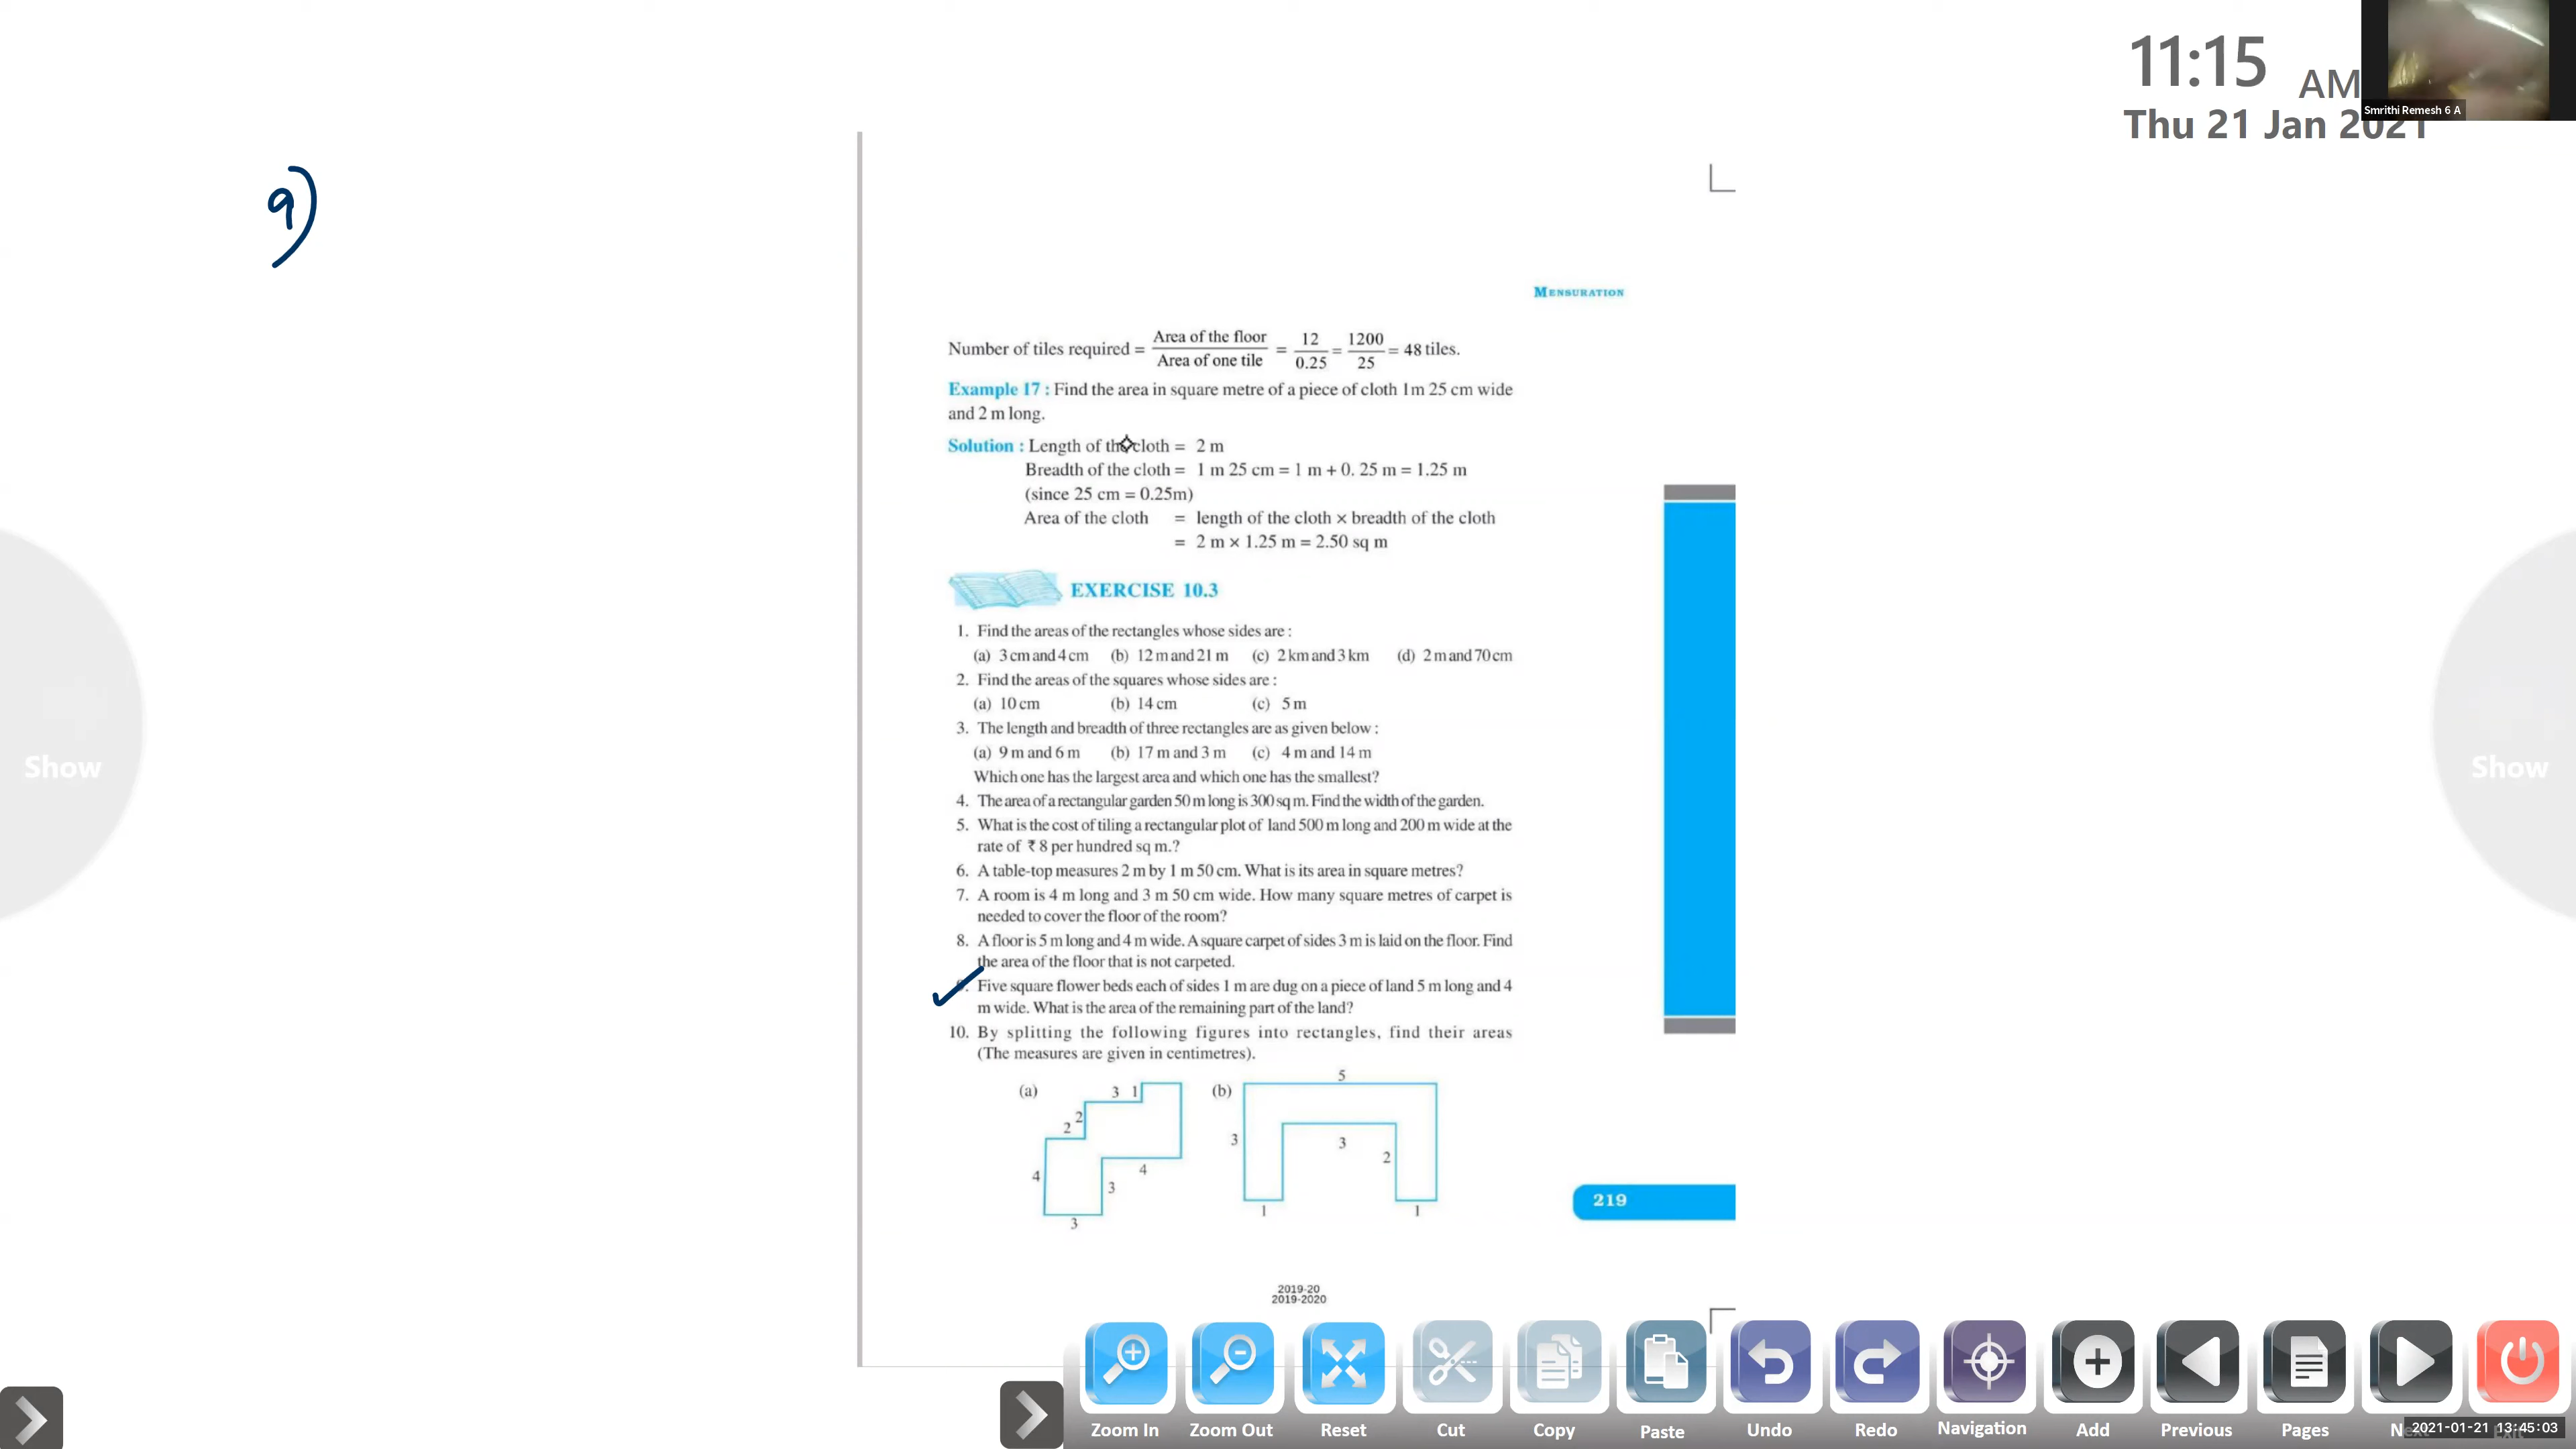 11:15 AM
Smrithi Remesh 6 A
Thu 21 Jan 2021
9)
MENSURATION
Number of tiles required = Area of the floor / Area of one tile = 12 / 0.25 = 1200 / 25 = 48 tiles.
Example 17 : Find the area in square metre of a piece of cloth 1m 25 cm wide
and 2 m long.
Solution : Length of the cloth = 2 m
Breadth of the cloth = 1 m 25 cm = 1 m + 0. 25 m = 1.25 m
(since 25 cm = 0.25m)
Area of the cloth = length of the cloth × breadth of the cloth
= 2 m × 1.25 m = 2.50 sq m
EXERCISE 10.3
1. Find the areas of the rectangles whose sides are :
(a) 3 cm and 4 cm (b) 12 m and 21 m (c) 2 km and 3 km (d) 2 m and 70 cm
2. Find the areas of the squares whose sides are :
(a) 10 cm (b) 14 cm (c) 5 m
3. The length and breadth of three rectangles are as given below :
(a) 9 m and 6 m (b) 17 m and 3 m (c) 4 m and 14 m
Which one has the largest area and which one has the smallest?
4. The area of a rectangular garden 50 m long is 300 sq m. Find the width of the garden.
5. What is the cost of tiling a rectangular plot of land 500 m long and 200 m wide at the
rate of ₹ 8 per hundred sq m.?
6. A table-top measures 2 m by 1 m 50 cm. What is its area in square metres?
7. A room is 4 m long and 3 m 50 cm wide. How many square metres of carpet is
needed to cover the floor of the room?
8. A floor is 5 m long and 4 m wide. A square carpet of sides 3 m is laid on the floor. Find
the area of the floor that is not carpeted.
9. Five square flower beds each of sides 1 m are dug on a piece of land 5 m long and 4
m wide. What is the area of the remaining part of the land?
10. By splitting the following figures into rectangles, find their areas
(The measures are given in centimetres).
(a) 3 1 2 2 4 4 3 3
(b) 5 3 3 2 1 1
219
2019-20
2019-2020
Show
Show
Zoom In Zoom Out Reset Cut Copy Paste Undo Redo Navigation Add Previous Pages
2021-01-21 13:45:03